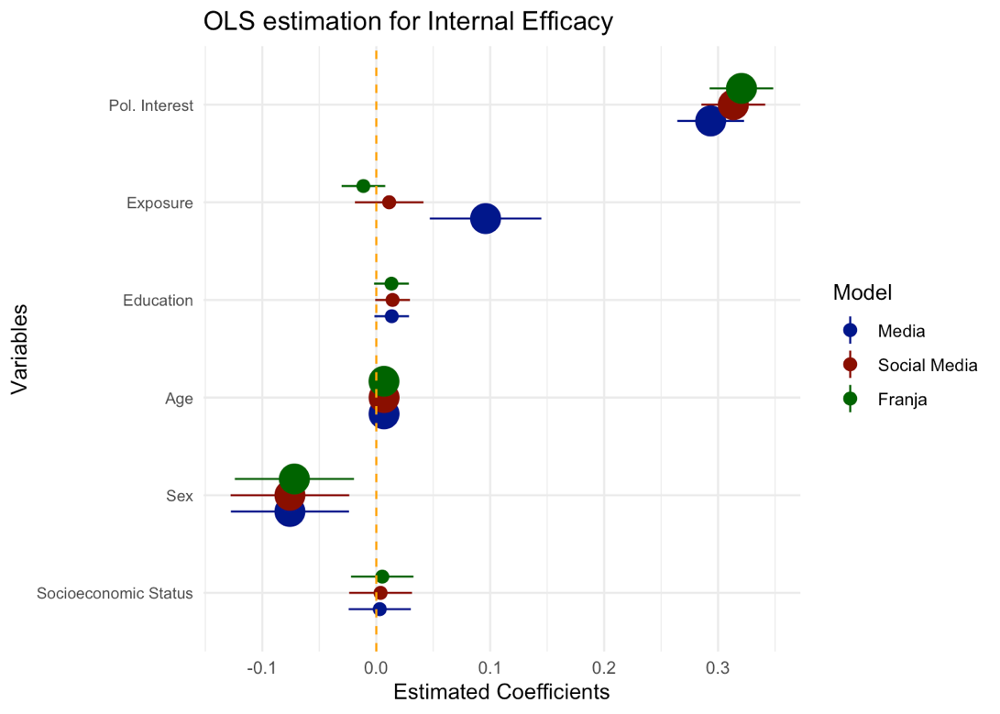 OLS estimation for Internal Efficacy
Variables
Pol. Interest
Exposure
Education
Age
Sex
Socioeconomic Status
-0.1 0.0 0.1 0.2 0.3
Estimated Coefficients
Model
Media
Social Media
Franja